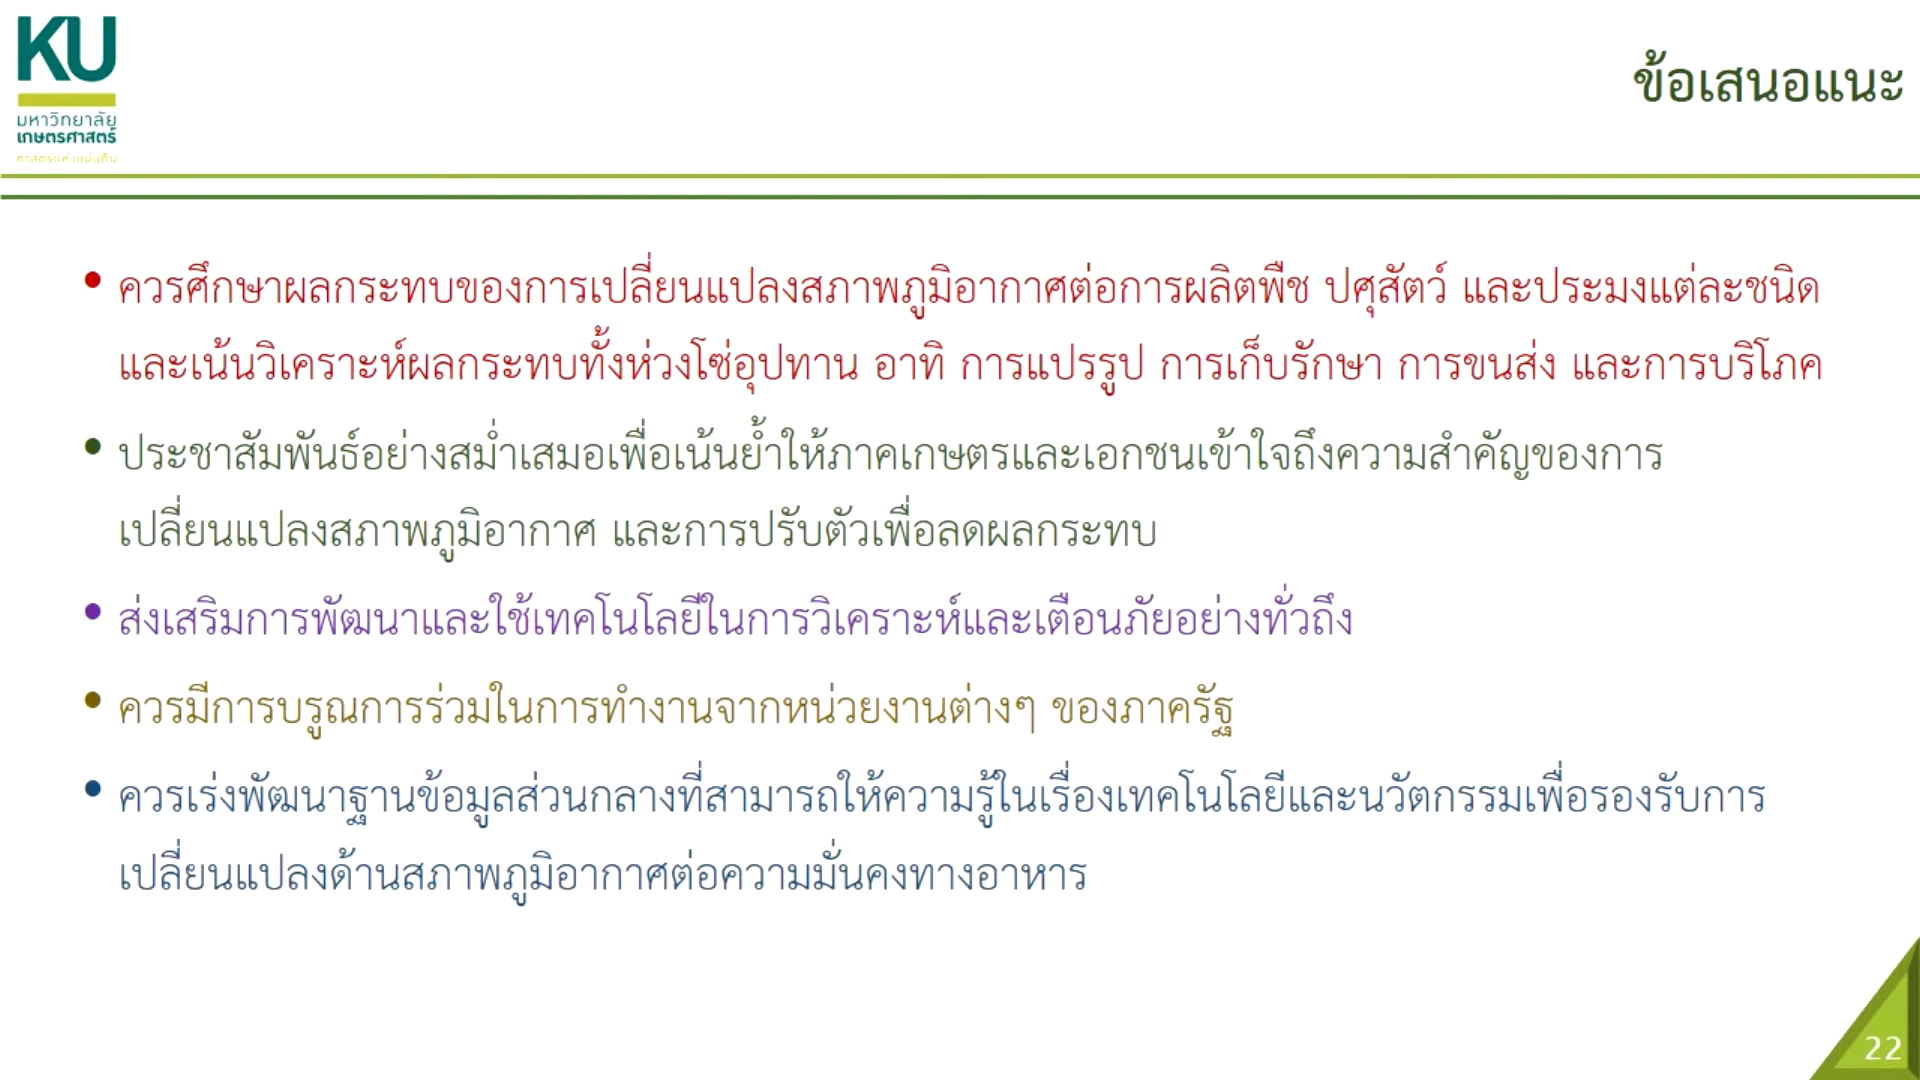 KU
มหาวิทยาลัย
เกษตรศาสตร์
ศาสตร์แห่งแผ่นดิน
ข้อเสนอแนะ
• ควรศึกษาผลกระทบของการเปลี่ยนแปลงสภาพภูมิอากาศต่อการผลิตพืช ปศุสัตว์ และประมงแต่ละชนิด
และเน้นวิเคราะห์ผลกระทบทั้งห่วงโซ่อุปทาน อาทิ การแปรรูป การเก็บรักษา การขนส่ง และการบริโภค
• ประชาสัมพันธ์อย่างสม่ำเสมอเพื่อเน้นย้ำให้ภาคเกษตรและเอกชนเข้าใจถึงความสำคัญของการ
เปลี่ยนแปลงสภาพภูมิอากาศ และการปรับตัวเพื่อลดผลกระทบ
• ส่งเสริมการพัฒนาและใช้เทคโนโลยีในการวิเคราะห์และเตือนภัยอย่างทั่วถึง
• ควรมีการบรูณการร่วมในการทำงานจากหน่วยงานต่างๆ ของภาครัฐ
• ควรเร่งพัฒนาฐานข้อมูลส่วนกลางที่สามารถให้ความรู้ในเรื่องเทคโนโลยีและนวัตกรรมเพื่อรองรับการ
เปลี่ยนแปลงด้านสภาพภูมิอากาศต่อความมั่นคงทางอาหาร
22